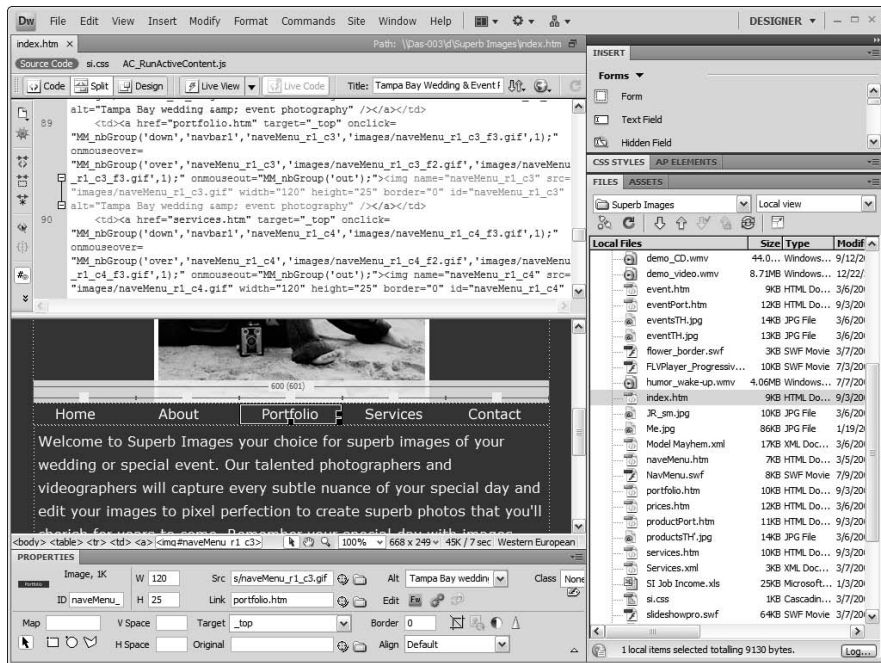 Dw File Edit View Insert Modify Format Commands Site Window Help DESIGNER
index.htm × Path: \\Das-003\d\Superb Images\index.htm
Source Code si.css AC_RunActiveContent.js
Code Split Design Live View Live Code Title: Tampa Bay Wedding & Event F
alt="Tampa Bay wedding &amp; event photography" /></a></td>
89 <td><a href="portfolio.htm" target="_top" onclick=
"MM_nbGroup('down','navbar1','naveMenu_r1_c3','images/naveMenu_r1_c3_f3.gif',1);"
onmouseover=
"MM_nbGroup('over','naveMenu_r1_c3','images/naveMenu_r1_c3_f2.gif','images/naveMenu
_r1_c3_f3.gif',1);" onmouseout="MM_nbGroup('out');"><img name="naveMenu_r1_c3" src=
"images/naveMenu_r1_c3.gif" width="120" height="25" border="0" id="naveMenu_r1_c3"
alt="Tampa Bay wedding &amp; event photography" /></a></td>
90 <td><a href="services.htm" target="_top" onclick=
"MM_nbGroup('down','navbar1','naveMenu_r1_c4','images/naveMenu_r1_c4_f3.gif',1);"
onmouseover=
"MM_nbGroup('over','naveMenu_r1_c4','images/naveMenu_r1_c4_f2.gif','images/naveMenu
_r1_c4_f3.gif',1);" onmouseout="MM_nbGroup('out');"><img name="naveMenu_r1_c4" src=
"images/naveMenu_r1_c4.gif" width="120" height="25" border="0" id="naveMenu_r1_c4"
600 (601)
Home About Portfolio Services Contact
Welcome to Superb Images your choice for superb images of your
wedding or special event. Our talented photographers and
videographers will capture every subtle nuance of your special day and
edit your images to pixel perfection to create superb photos that you'll
<body> <table> <tr> <td> <a> <img#naveMenu_r1_c3> 100% 668 x 249 45K / 7 sec Western European
PROPERTIES
Image, 1K W 120 Src s/naveMenu_r1_c3.gif Alt Tampa Bay weddin Class None
Portfolio
ID naveMenu_ H 25 Link portfolio.htm Edit
Map V Space Target _top Border 0
H Space Original Align Default
INSERT
Forms
Form
Text Field
Hidden Field
CSS STYLES AP ELEMENTS
FILES ASSETS
Superb Images Local view
Local Files Size Type Modif
demo_CD.wmv 44.0... Windows... 9/12/2
demo_video.wmv 8.71MB Windows... 12/22/
event.htm 9KB HTML Do... 3/6/20
eventPort.htm 12KB HTML Do... 9/3/20
eventsTH.jpg 14KB JPG File 3/6/20
eventTH.jpg 13KB JPG File 3/6/20
flower_border.swf 3KB SWF Movie 3/7/20
FLVPlayer_Progressiv... 10KB SWF Movie 7/3/20
humor_wake-up.wmv 4.06MB Windows... 7/7/20
index.htm 9KB HTML Do... 9/3/20
JR_sm.jpg 10KB JPG File 3/6/20
Me.jpg 86KB JPG File 1/19/2
Model Mayhem.xml 17KB XML Doc... 3/6/20
naveMenu.htm 7KB HTML Do... 3/5/20
NavMenu.swf 8KB SWF Movie 7/9/20
portfolio.htm 10KB HTML Do... 9/3/20
prices.htm 12KB HTML Do... 3/6/20
productPort.htm 11KB HTML Do... 9/3/20
productsTH'.jpg 14KB JPG File 3/6/20
services.htm 10KB HTML Do... 9/3/20
Services.xml 3KB XML Doc... 3/7/20
SI Job Income.xls 25KB Microsoft... 1/3/20
si.css 1KB Cascadin... 3/7/20
slideshowpro.swf 64KB SWF Movie 3/7/20
1 local items selected totalling 9130 bytes. Log...